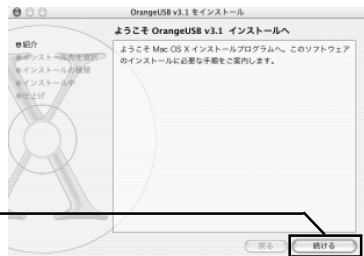 OrangeUSB v3.1 をインストール
ようこそ OrangeUSB v3.1 インストールへ
紹介
インストール先を選択
インストールの種類
インストール中
仕上げ
ようこそ Mac OS X インストールプログラムへ。このソフトウェア
のインストールに必要な手順をご案内します。
戻る
続ける